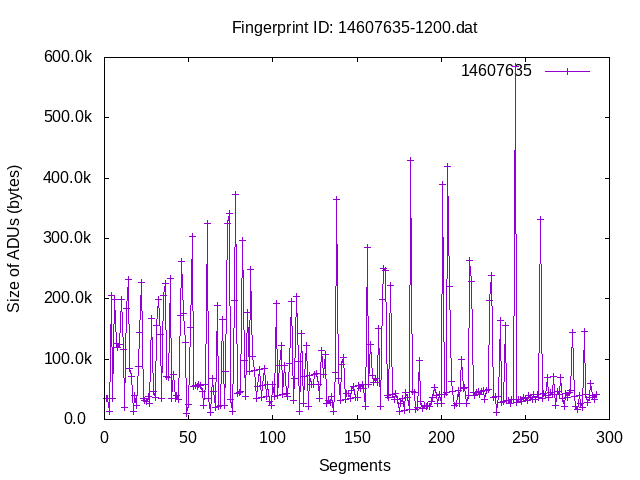 Fingerprint ID: 14607635-1200.dat
600.0k
14607635
500.0k
400.0k
300.0k
200.0k
100.0k
0.0
0 50 100 150 200 250 300
Size of ADUs (bytes)
Segments